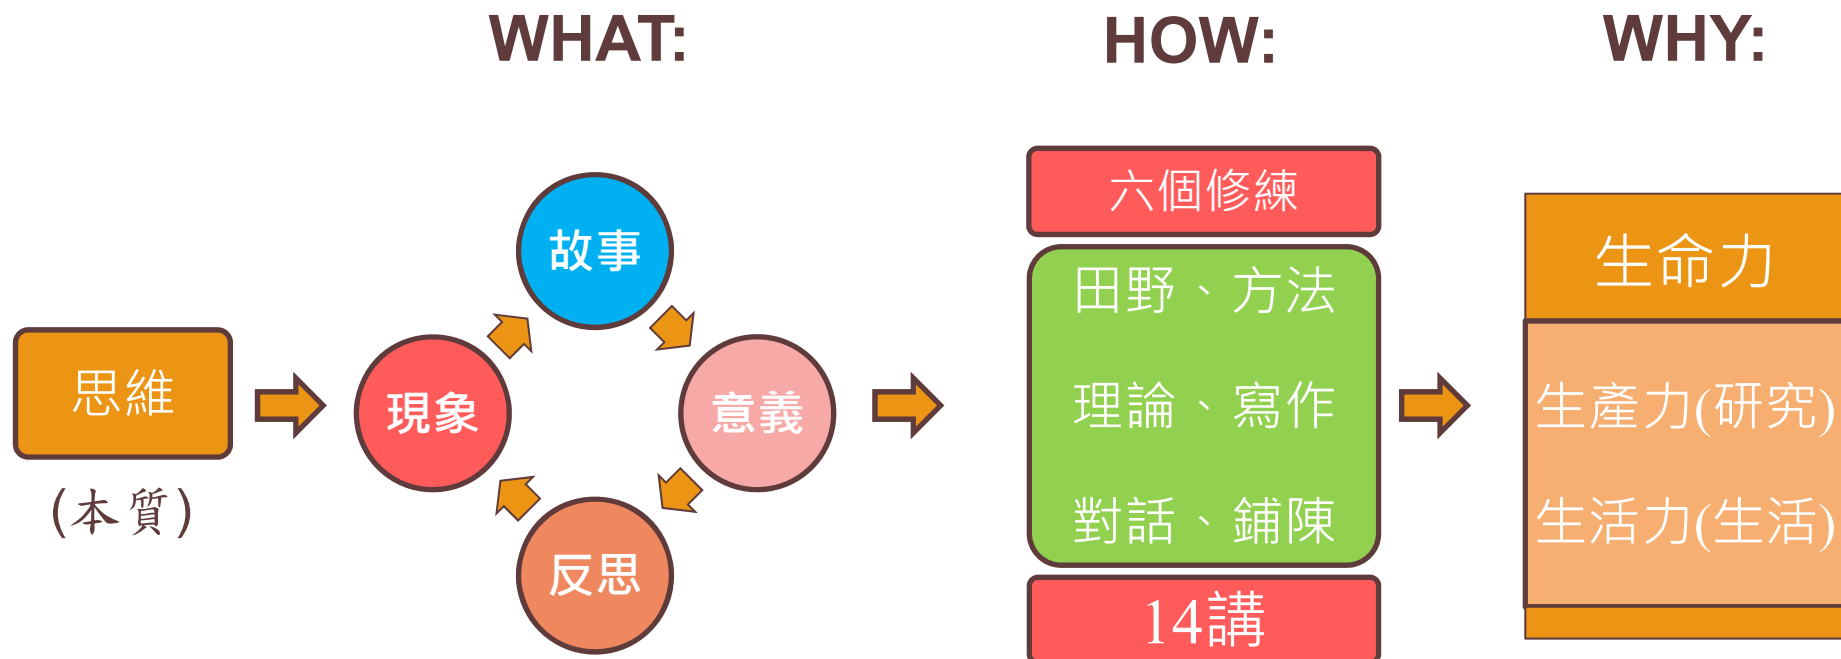 WHAT:
HOW:
WHY:
思維
(本質)
故事
現象
意義
反思
六個修練
田野、方法
理論、寫作
對話、鋪陳
14講
生命力
生產力(研究)
生活力(生活)